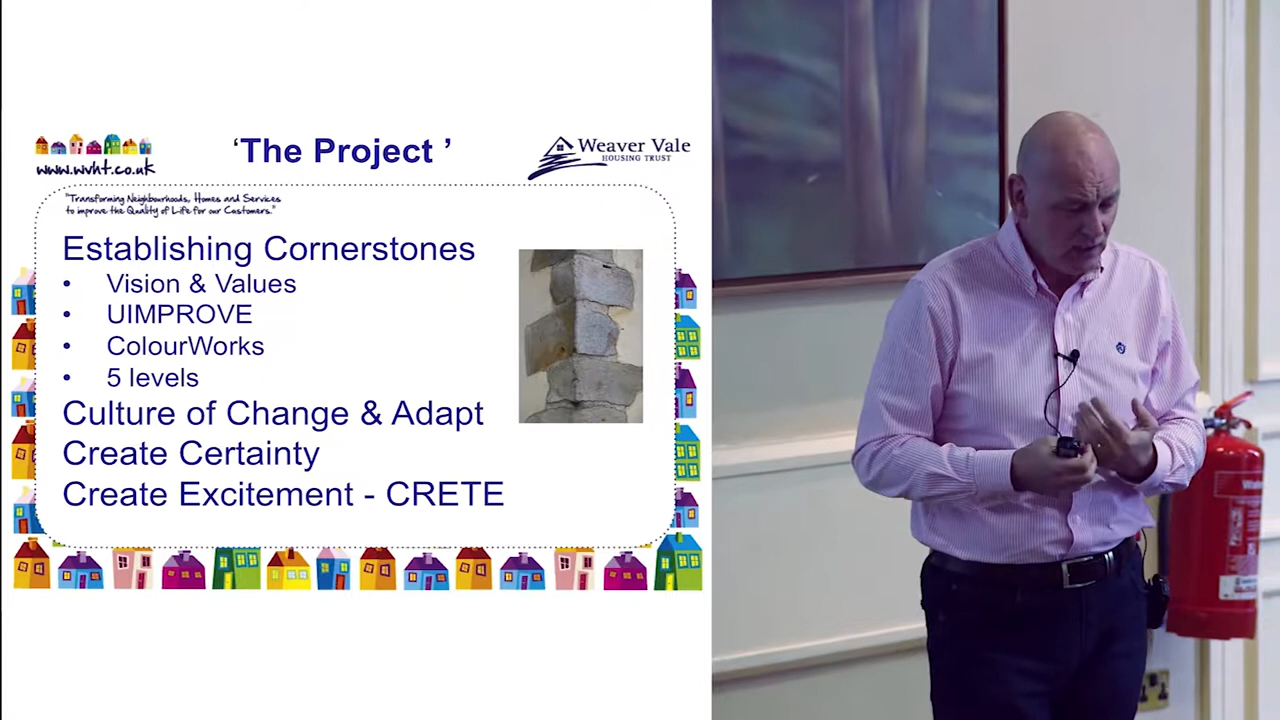 'The Project '
Weaver Vale
HOUSING TRUST
www.wvht.co.uk
"Transforming Neighbourhoods, Homes and Services
to improve the Quality of Life for our Customers."
Establishing Cornerstones
• Vision & Values
• UIMPROVE
• ColourWorks
• 5 levels
Culture of Change & Adapt
Create Certainty
Create Excitement - CRETE